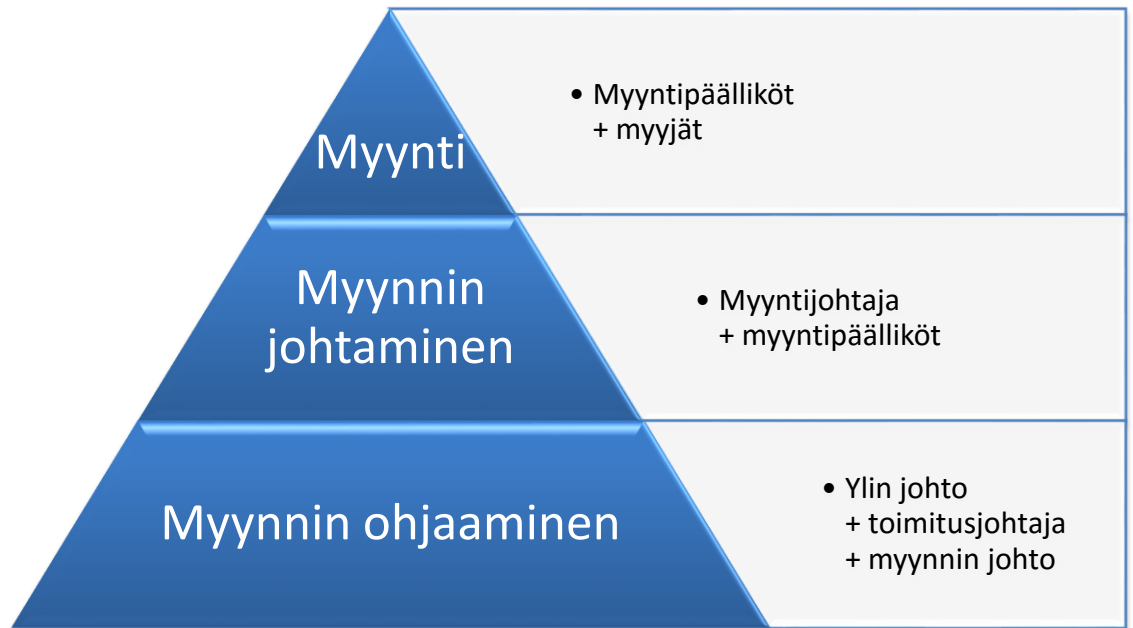 Myynti
• Myyntipäälliköt
+ myyjät
Myynnin
johtaminen
• Myyntijohtaja
+ myyntipäälliköt
Myynnin ohjaaminen
• Ylin johto
+ toimitusjohtaja
+ myynnin johto